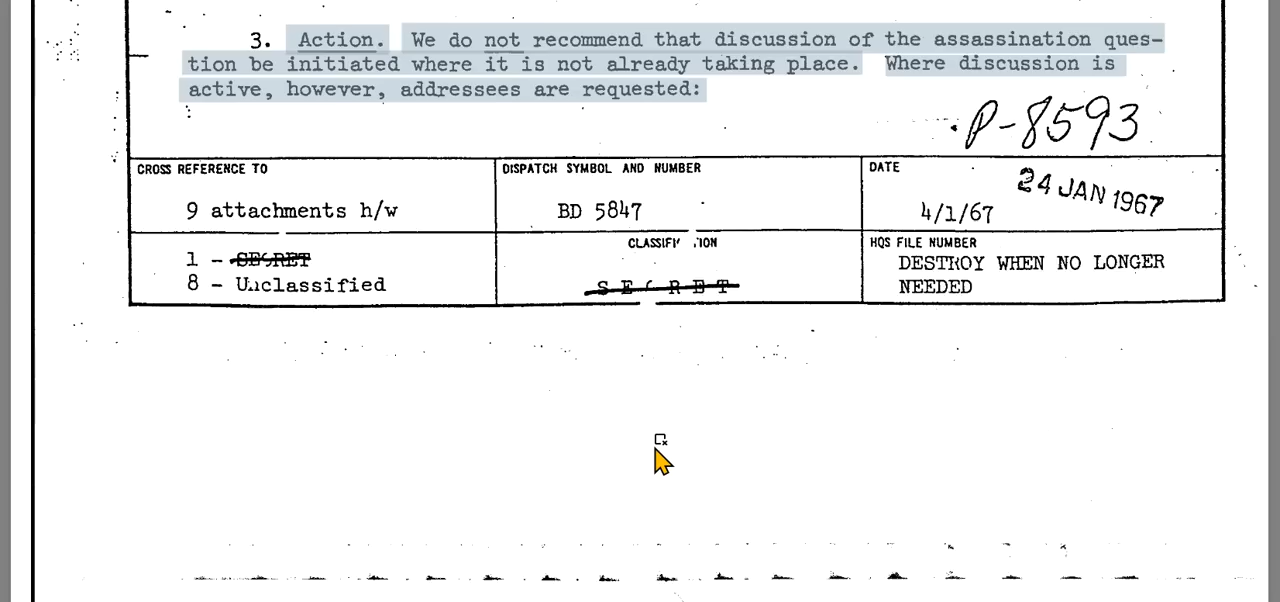 3. Action. We do not recommend that discussion of the assassination ques-
tion be initiated where it is not already taking place. Where discussion is
active, however, addressees are requested:
P-8593
CROSS REFERENCE TO
DISPATCH SYMBOL AND NUMBER
DATE
24 JAN 1967
9 attachments h/w
BD 5847
4/1/67
CLASSIFICATION
HQS FILE NUMBER
1 - SECRET
DESTROY WHEN NO LONGER
8 - Unclassified
SECRET
NEEDED